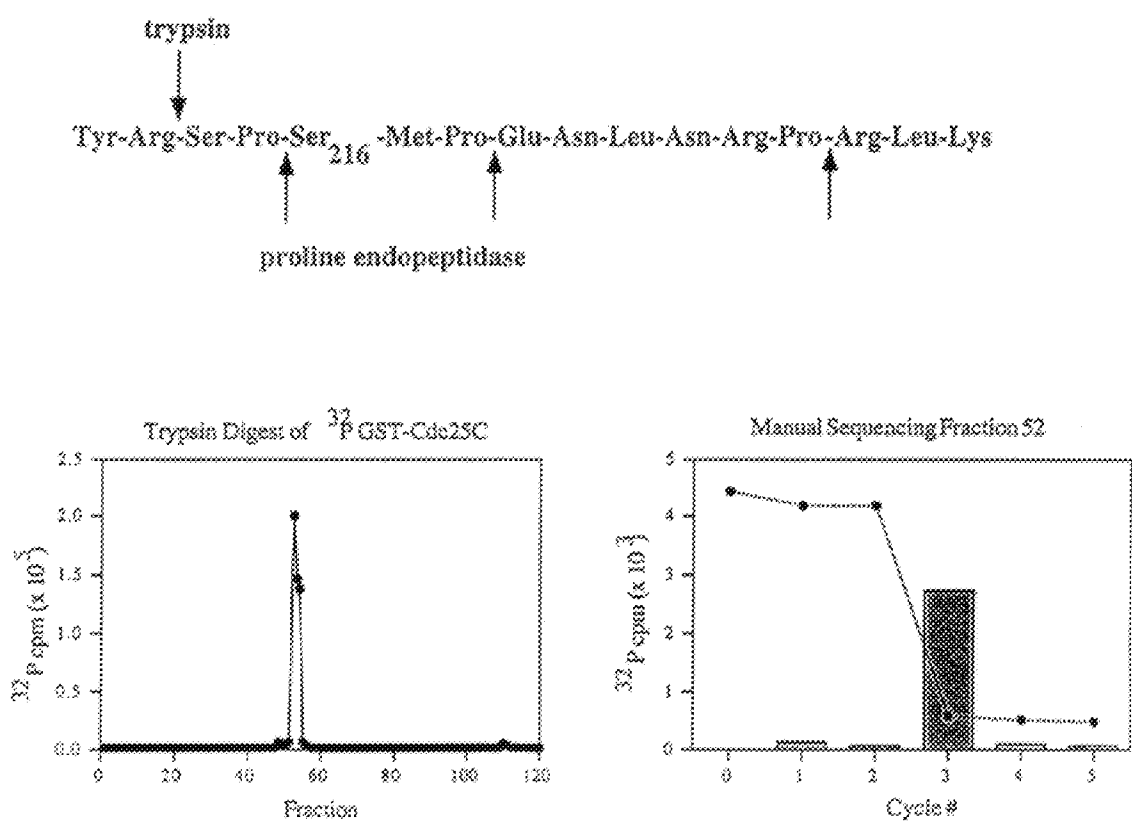 trypsin
Tyr-Arg-Ser-Pro-Ser216-Met-Pro-Glu-Asn-Leu-Asn-Arg-Pro-Arg-Leu-Lys
proline endopeptidase
Trypsin Digest of 32P GST-Cdc25C
2.5
2.0
1.5
1.0
0.5
0.0
32P cpm (x 10-5)
0 20 40 60 80 100 120
Fraction
Manual Sequencing Fraction 52
5
4
3
2
1
0
32P cpm (x 10-3)
0 1 2 3 4 5
Cycle #